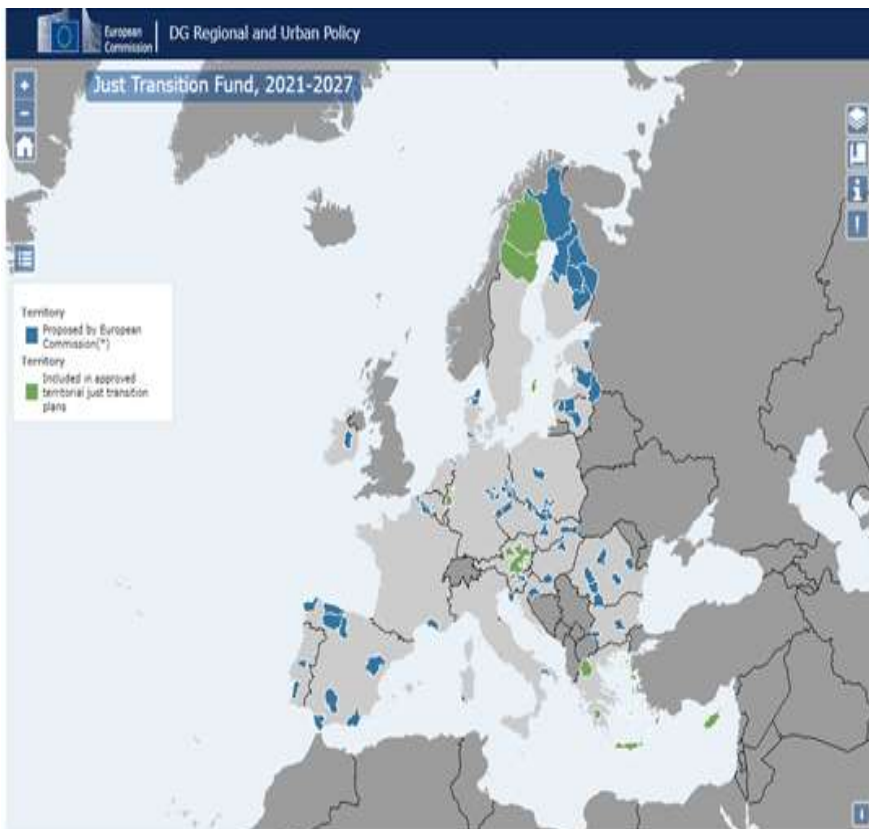 European
Commission
DG Regional and Urban Policy
Just Transition Fund, 2021-2027
Territory
Proposed by European
Commission(*)
Territory
Included in approved
territorial just transition
plans